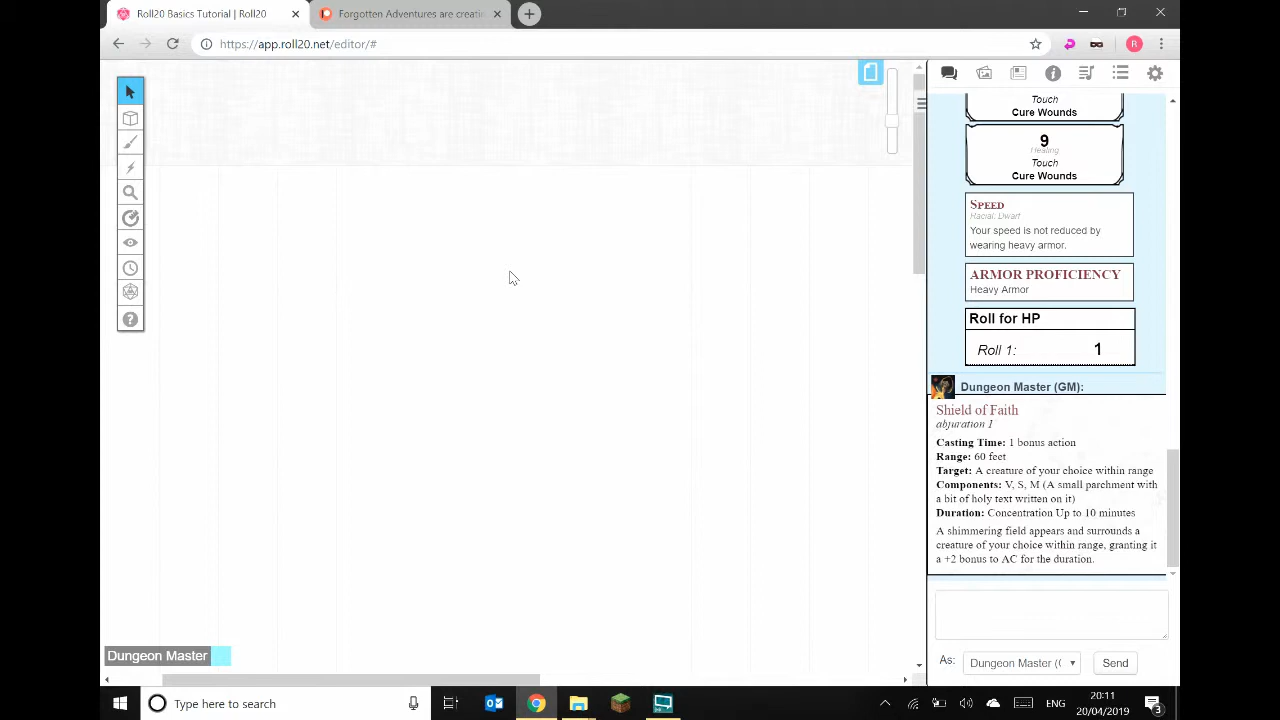 Roll20 Basics Tutorial | Roll20
Forgotten Adventures are creatin
https://app.roll20.net/editor/#
R
Touch
Cure Wounds
9
Healing
Touch
Cure Wounds
SPEED
Racial: Dwarf
Your speed is not reduced by
wearing heavy armor.
ARMOR PROFICIENCY
Heavy Armor
Roll for HP
Roll 1: 1
Dungeon Master (GM):
Shield of Faith
abjuration 1
Casting Time: 1 bonus action
Range: 60 feet
Target: A creature of your choice within range
Components: V, S, M (A small parchment with
a bit of holy text written on it)
Duration: Concentration Up to 10 minutes
A shimmering field appears and surrounds a
creature of your choice within range, granting it
a +2 bonus to AC for the duration.
Dungeon Master
As: Dungeon Master (( Send
Type here to search
ENG
20:11
20/04/2019
3